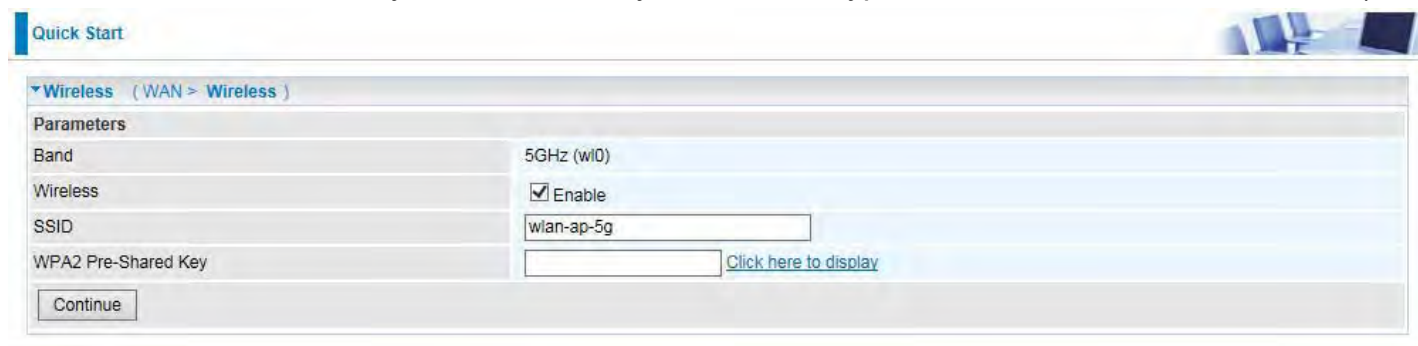 Quick Start
Wireless ( WAN > Wireless )
Parameters
Band 5GHz (wl0)
Wireless Enable
SSID wlan-ap-5g
WPA2 Pre-Shared Key Click here to display
Continue